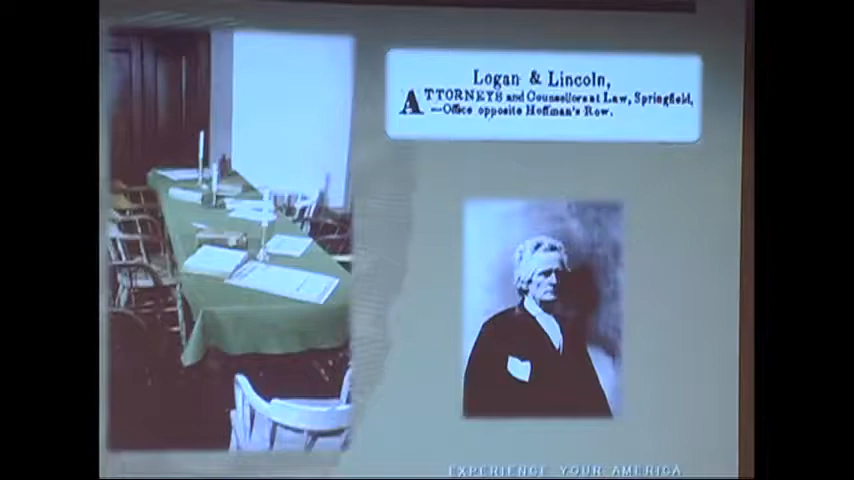 Logan & Lincoln,
ATTORNEYS and Counsellors at Law, Springfield,
—Office opposite Hoffman's Row.
EXPERIENCE YOUR AMERICA